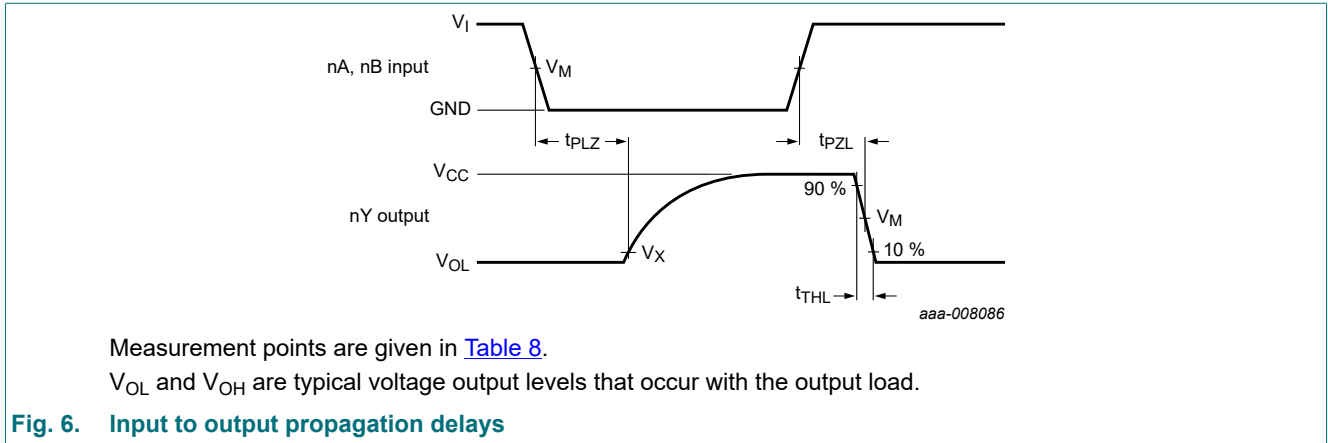 VI
nA, nB input
VM
GND
tPLZ
tPZL
VCC
90 %
nY output
VM
VX
10 %
VOL
tTHL
aaa-008086
Measurement points are given in Table 8.
VOL and VOH are typical voltage output levels that occur with the output load.
Fig. 6. Input to output propagation delays